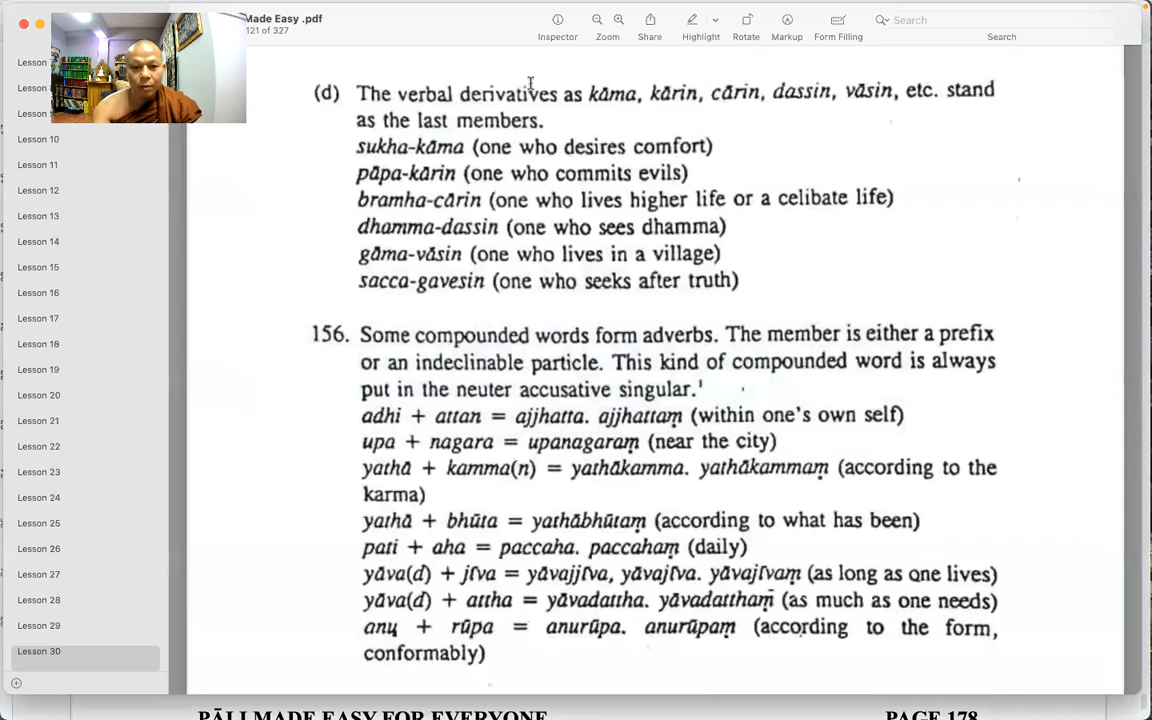 Made Easy .pdf
121 of 327
Inspector
Zoom
Share
Highlight
Rotate
Markup
Form Filling
Search
Search
Lesson
Lesson
Lesson
Lesson 10
Lesson 11
Lesson 12
Lesson 13
Lesson 14
Lesson 15
Lesson 16
Lesson 17
Lesson 18
Lesson 19
Lesson 20
Lesson 21
Lesson 22
Lesson 23
Lesson 24
Lesson 25
Lesson 26
Lesson 27
Lesson 28
Lesson 29
Lesson 30
(d) The verbal derivatives as kāma, kārin, cārin, dassin, vāsin, etc. stand
as the last members.
sukha-kāma (one who desires comfort)
pāpa-kārin (one who commits evils)
bramha-cārin (one who lives higher life or a celibate life)
dhamma-dassin (one who sees dhamma)
gāma-vāsin (one who lives in a village)
sacca-gavesin (one who seeks after truth)
156. Some compounded words form adverbs. The member is either a prefix
or an indeclinable particle. This kind of compounded word is always
put in the neuter accusative singular.¹
adhi + attan = ajjhatta. ajjhattaṃ (within one's own self)
upa + nagara = upanagaraṃ (near the city)
yathā + kamma(n) = yathākamma. yathākammaṃ (according to the
karma)
yathā + bhūta = yathābhūtaṃ (according to what has been)
pati + aha = paccaha. paccahaṃ (daily)
yāva(d) + jīva = yāvajjīva, yāvajīva. yāvajīvaṃ (as long as one lives)
yāva(d) + attha = yāvadattha. yāvadatthaṃ (as much as one needs)
anu + rūpa = anurūpa. anurūpaṃ (according to the form,
conformably)
PĀLI MADE EASY FOR EVERYONE
PAGE 178